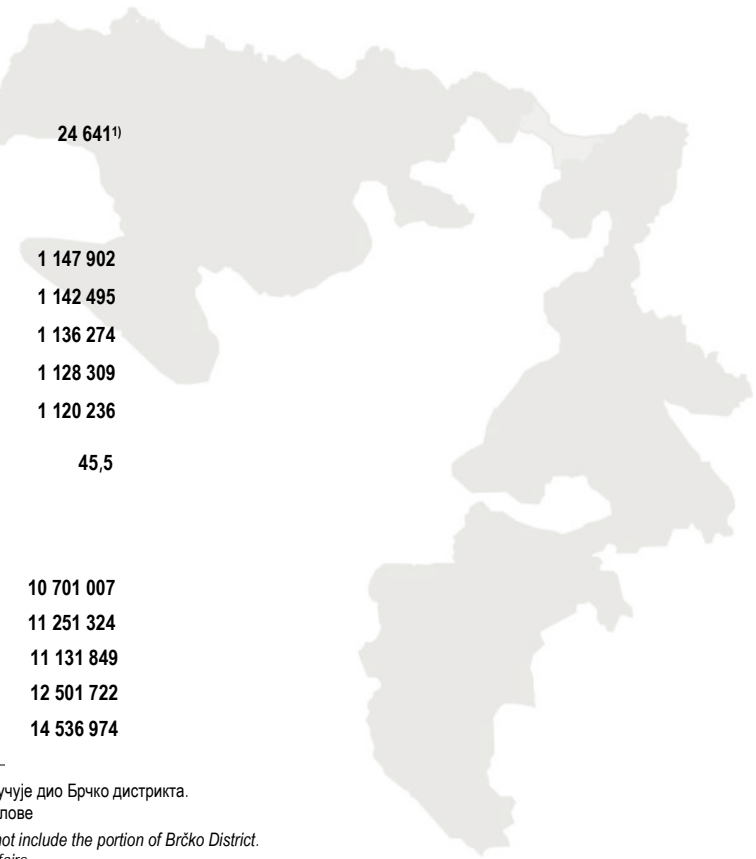 24 641¹⁾
1 147 902
1 142 495
1 136 274
1 128 309
1 120 236
45,5
10 701 007
11 251 324
11 131 849
12 501 722
14 536 974
учује дио Брчко дистрикта.
лове
not include the portion of Brčko District.